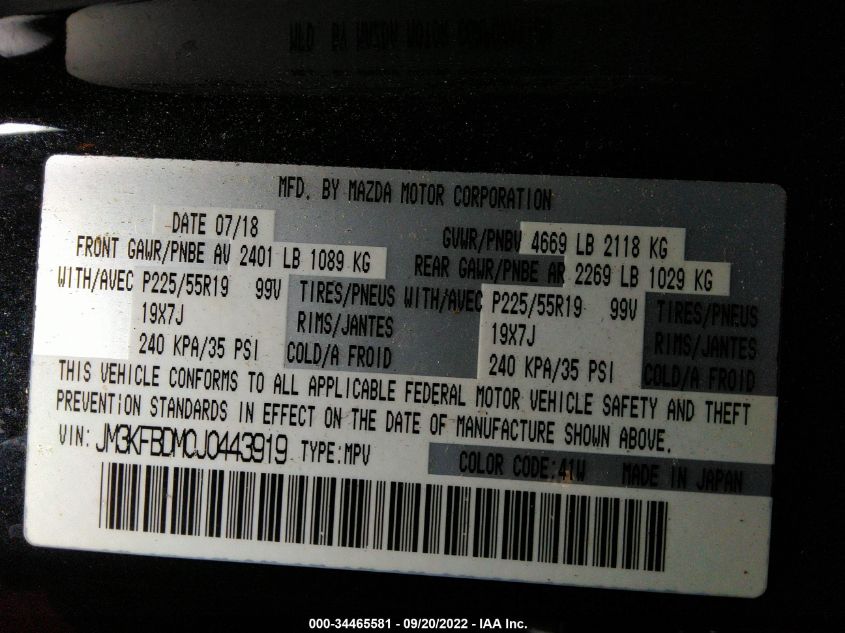 MFD. BY MAZDA MOTOR CORPORATION
DATE 07/18 GVWR/PNBV 4669 LB 2118 KG
FRONT GAWR/PNBE AV 2401 LB 1089 KG REAR GAWR/PNBE AR 2269 LB 1029 KG
WITH/AVEC P225/55R19 99V TIRES/PNEUS WITH/AVEC P225/55R19 99V TIRES/PNEUS
19X7J RIMS/JANTES 19X7J RIMS/JANTES
240 KPA/35 PSI COLD/A FROID 240 KPA/35 PSI COLD/A FROID
THIS VEHICLE CONFORMS TO ALL APPLICABLE FEDERAL MOTOR VEHICLE SAFETY AND THEFT
PREVENTION STANDARDS IN EFFECT ON THE DATE OF MANUFACTURE SHOWN ABOVE.
VIN: JM3KFBDM0J0443919 TYPE:MPV COLOR CODE:41W MADE IN JAPAN
000-34465581 - 09/20/2022 - IAA Inc.